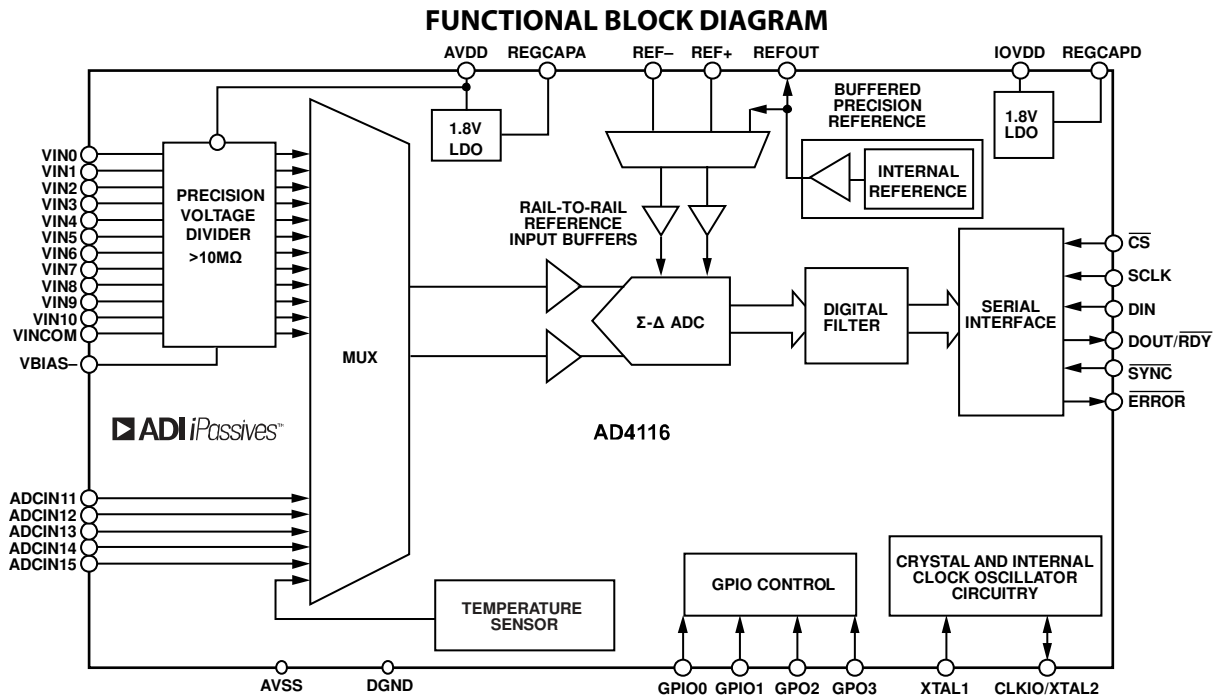 FUNCTIONAL BLOCK DIAGRAM
AVDD
REGCAPA
REF–
REF+
REFOUT
IOVDD
REGCAPD
1.8V
LDO
BUFFERED
PRECISION
REFERENCE
INTERNAL
REFERENCE
1.8V
LDO
VIN0
VIN1
VIN2
VIN3
VIN4
VIN5
VIN6
VIN7
VIN8
VIN9
VIN10
VINCOM
VBIAS–
PRECISION
VOLTAGE
DIVIDER
>10MΩ
MUX
RAIL-TO-RAIL
REFERENCE
INPUT BUFFERS
Σ-Δ ADC
DIGITAL
FILTER
SERIAL
INTERFACE
CS
SCLK
DIN
DOUT/RDY
SYNC
ERROR
ADI iPassives™
AD4116
ADCIN11
ADCIN12
ADCIN13
ADCIN14
ADCIN15
TEMPERATURE
SENSOR
GPIO CONTROL
CRYSTAL AND INTERNAL
CLOCK OSCILLATOR
CIRCUITRY
AVSS
DGND
GPIO0
GPIO1
GPO2
GPO3
XTAL1
CLKIO/XTAL2